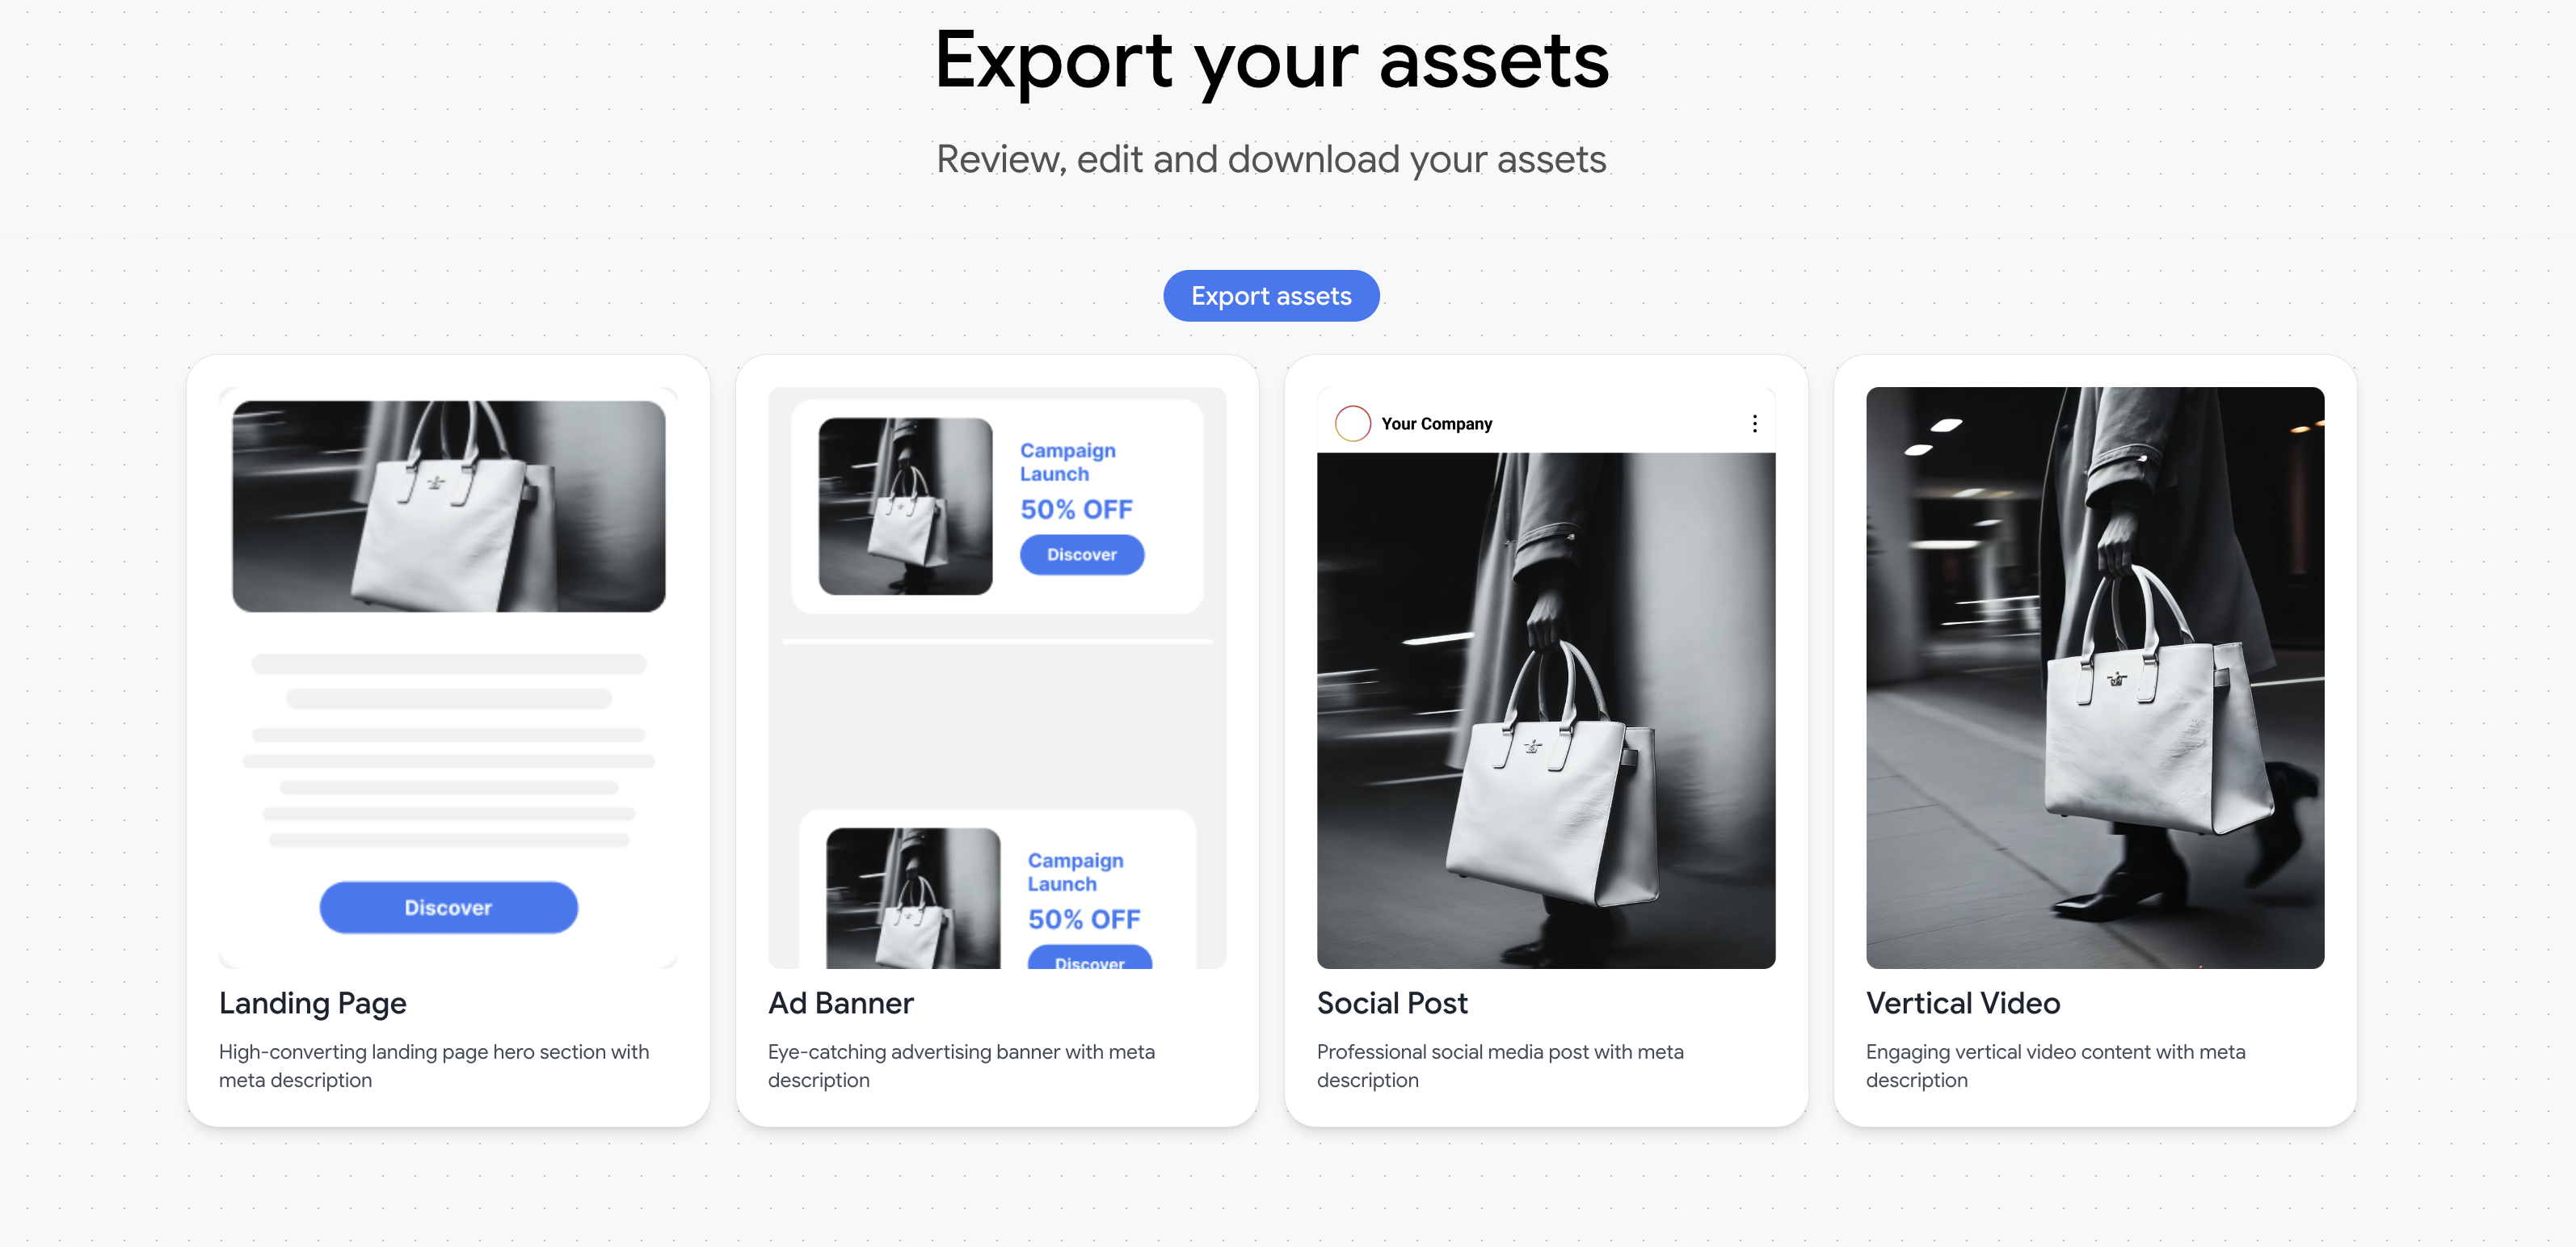 Export your assets
Review, edit and download your assets
Export assets
Discover
Landing Page
High-converting landing page hero section with
meta description
Campaign
Launch
50% OFF
Discover
Campaign
Launch
50% OFF
Discover
Ad Banner
Eye-catching advertising banner with meta
description
Your Company
Social Post
Professional social media post with meta
description
Vertical Video
Engaging vertical video content with meta
description